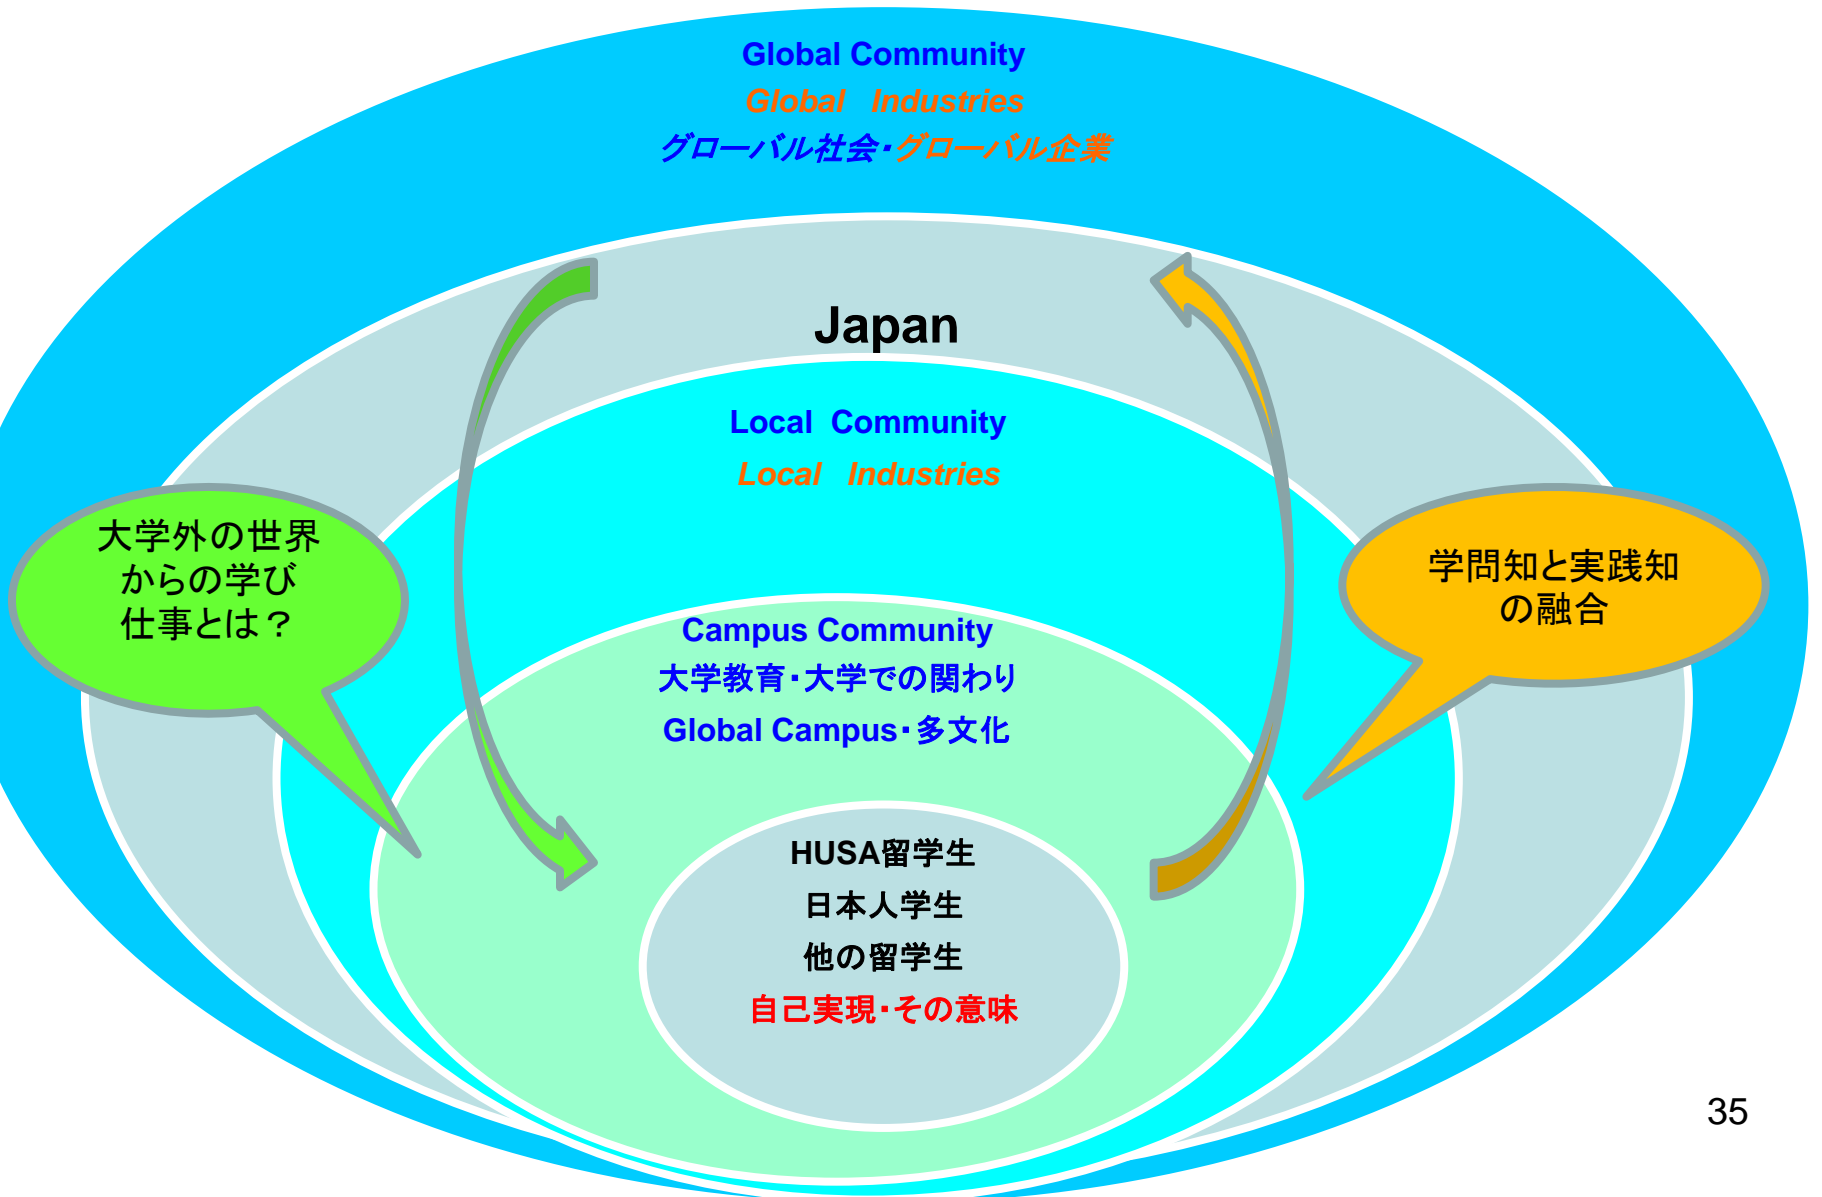 Global Community
Global Industries
グローバル社会・グローバル企業
Japan
Local Community
Local Industries
大学外の世界
からの学び
仕事とは？
学問知と実践知
の融合
Campus Community
大学教育・大学での関わり
Global Campus・多文化
HUSA留学生
日本人学生
他の留学生
自己実現・その意味
35